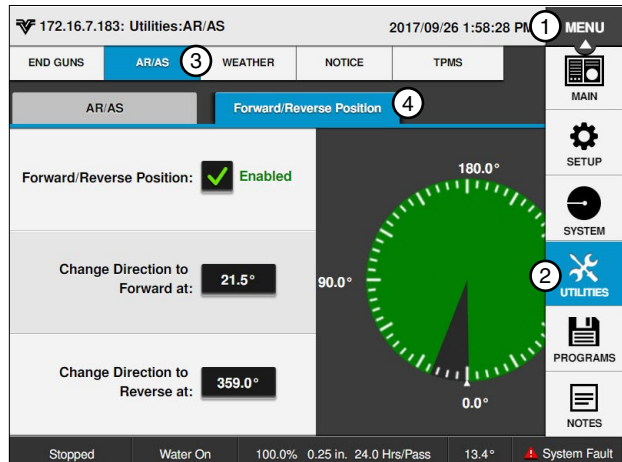 172.16.7.183: Utilities:AR/AS 2017/09/26 1:58:28 PM 1 MENU
END GUNS AR/AS 3 WEATHER NOTICE TPMS
MAIN
AR/AS Forward/Reverse Position 4
SETUP
Forward/Reverse Position: Enabled
180.0°
SYSTEM
Change Direction to
Forward at: 21.5°
90.0°
2 UTILITIES
PROGRAMS
Change Direction to
Reverse at: 359.0°
0.0°
NOTES
Stopped Water On 100.0% 0.25 in. 24.0 Hrs/Pass 13.4° System Fault